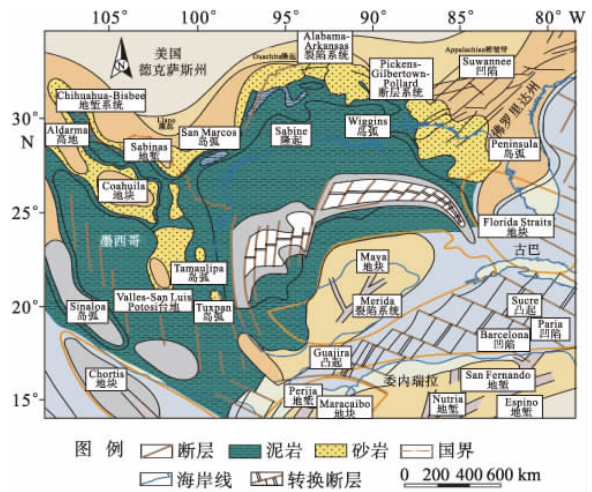 105° 100° 95° 90° 85° 80° W
30°
N
25°
20°
15°
美国
德克萨斯州
Ouachita隆起
Alabama-
Arkansas
裂陷系统
Pickens-
Gilbertown-
Pollard
断层系统
Appalachian断皱带
Suwannee
凹陷
佛罗里达州
Chihuahua-Bisbee
地堑系统
Llano
隆起
Aldarma
高地
Sabinas
地堑
San Marcos
岛弧
Sabine
隆起
Wiggins
岛弧
Peninsula
岛弧
Coahuila
地块
墨西哥
Florida Straits
地块
古巴
Maya
地块
Tamaulipa
岛弧
Sinaloa
岛弧
Valles-San Luis
Potosi台地
Tuxpan
岛弧
Merida
裂陷系统
Sucre
凸起
Barcelona
凹陷
Paria
凹陷
Guajira
凸起
Chortis
地块
委内瑞拉
San Fernando
地堑
Perija
地堑
Maracaibo
地块
Nutria
地堑
Espino
地堑
图 例 断层 泥岩 砂岩 国界
海岸线 转换断层 0 200 400 600 km